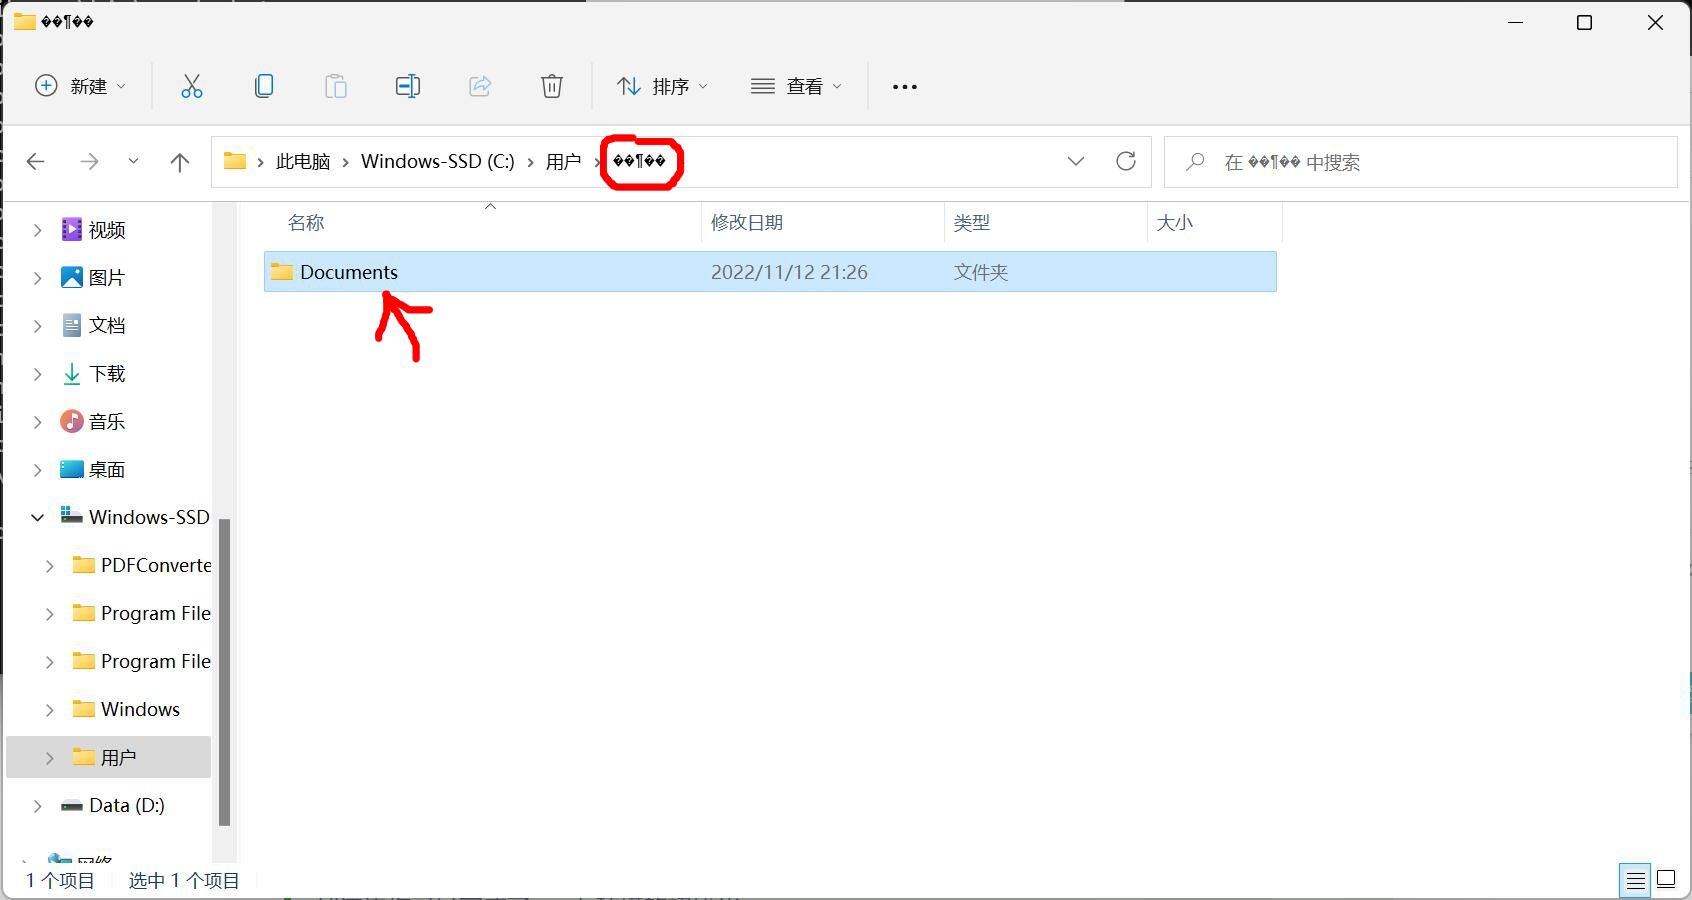 ��¶��
新建
排序
查看
此电脑 › Windows-SSD (C:) › 用户 › ��¶��
在 ��¶�� 中搜索
名称 修改日期 类型 大小
Documents 2022/11/12 21:26 文件夹
视频
图片
文档
下载
音乐
桌面
Windows-SSD
PDFConverte
Program File
Program File
Windows
用户
Data (D:)
网络
1 个项目 选中 1 个项目